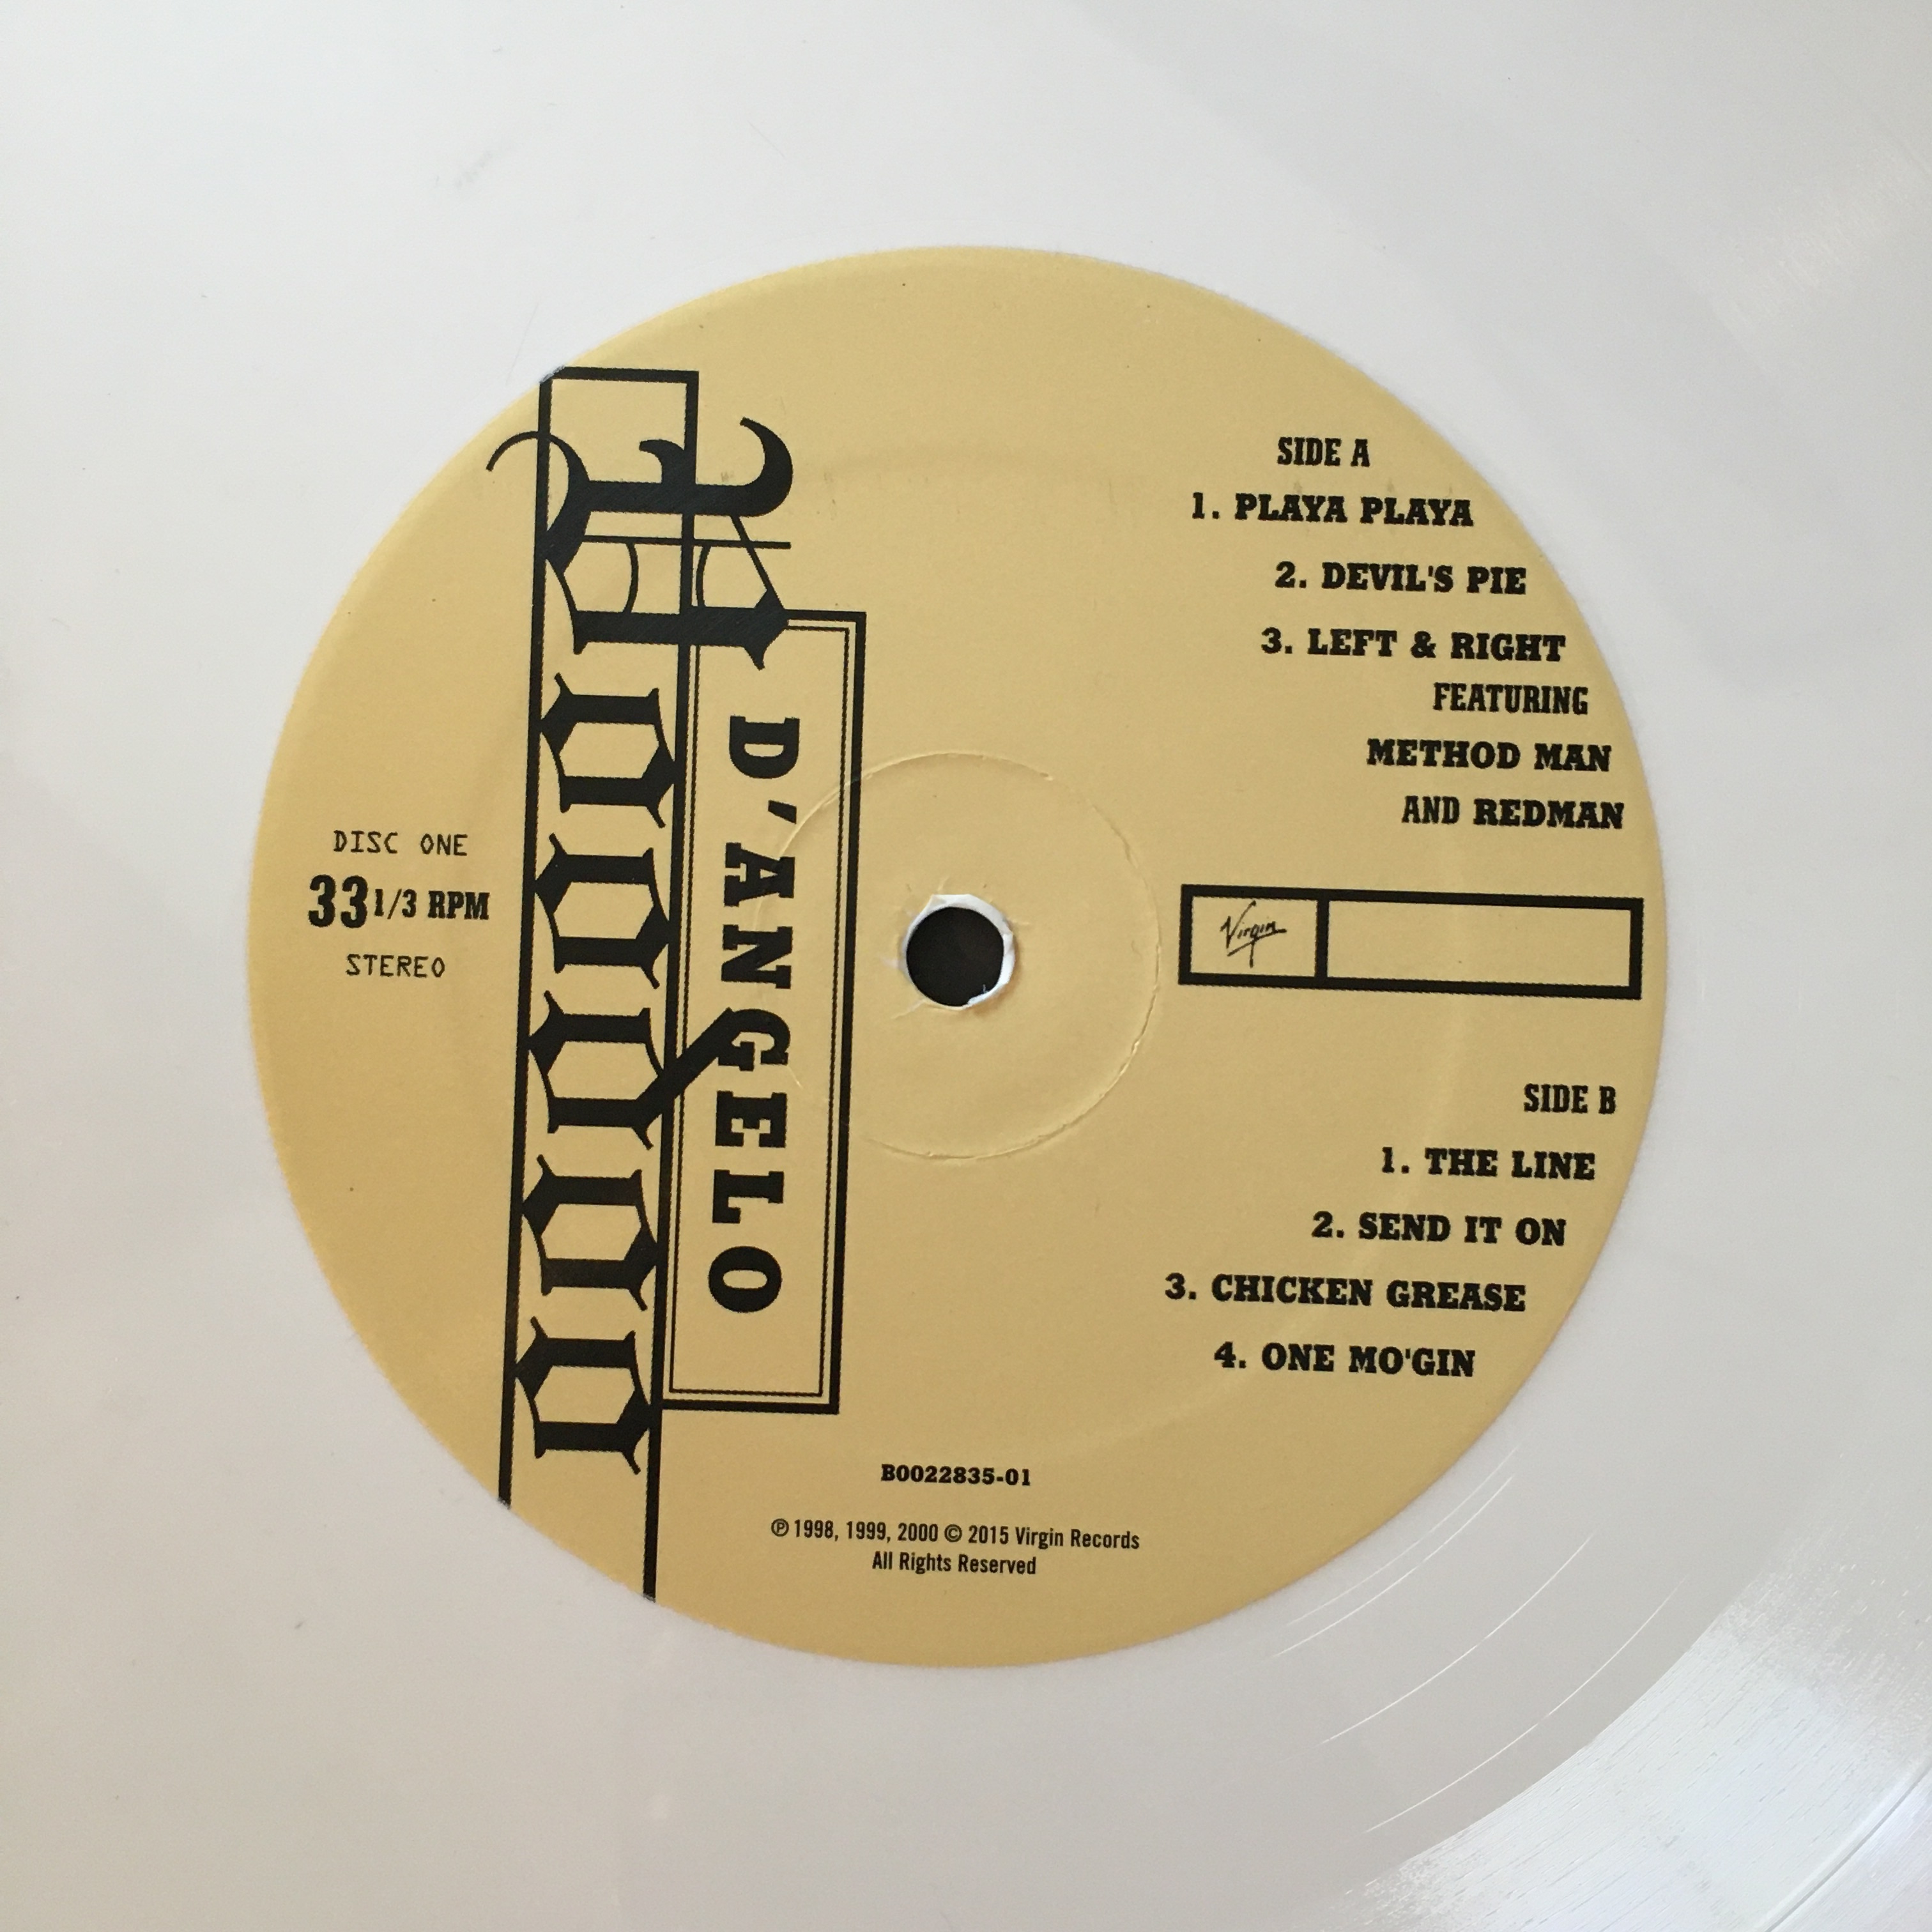 Voodoo
D'ANGELO
DISC ONE
33 1/3 RPM
STEREO
SIDE A
1. PLAYA PLAYA
2. DEVIL'S PIE
3. LEFT & RIGHT
FEATURING
METHOD MAN
AND REDMAN
Virgin
SIDE B
1. THE LINE
2. SEND IT ON
3. CHICKEN GREASE
4. ONE MO'GIN
B0022835-01
℗ 1998, 1999, 2000 © 2015 Virgin Records
All Rights Reserved